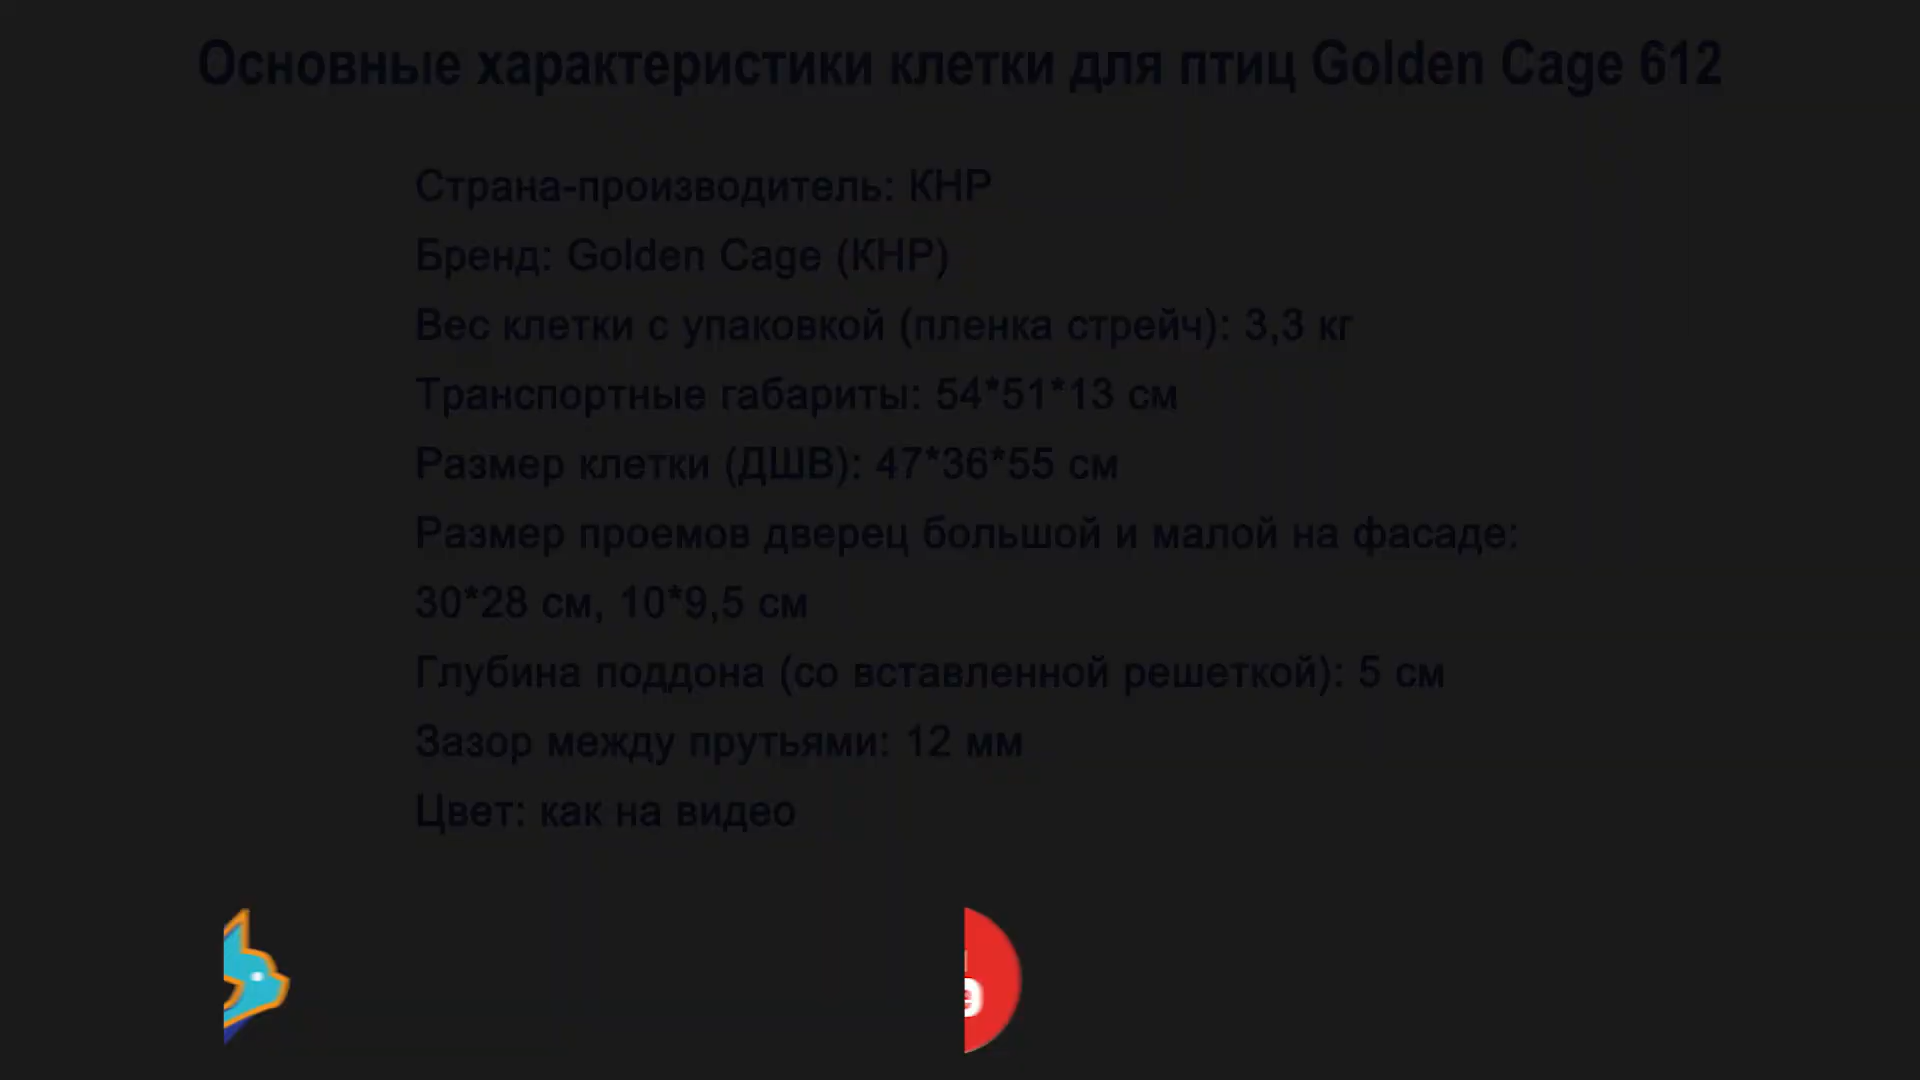 Основные характеристики клетки для птиц Golden Cage 612
Страна-производитель: КНР
Бренд: Golden Cage (КНР)
Вес клетки с упаковкой (пленка стрейч): 3,3 кг
Транспортные габариты: 54*51*13 см
Размер клетки (ДШВ): 47*36*55 см
Размер проемов дверец большой и малой на фасаде:
30*28 см, 10*9,5 см
Глубина поддона (со вставленной решеткой): 5 см
Зазор между прутьями: 12 мм
Цвет: как на видео